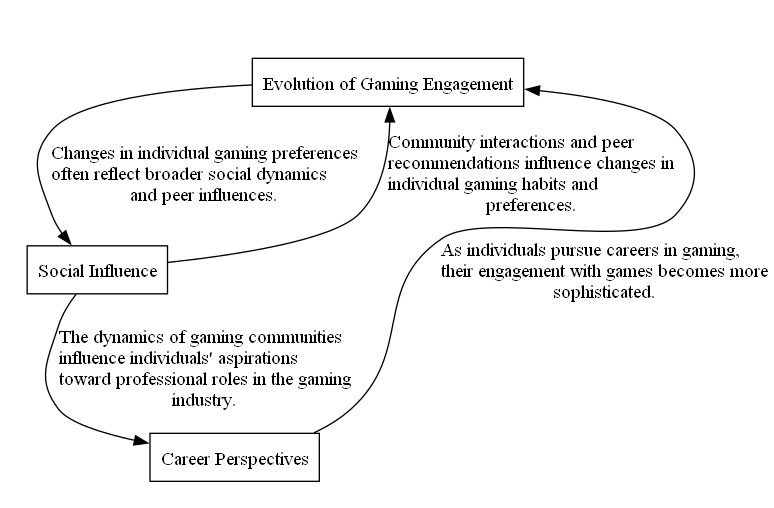 Evolution of Gaming Engagement
Changes in individual gaming preferences
often reflect broader social dynamics
and peer influences.
Community interactions and peer
recommendations influence changes in
individual gaming habits and
preferences.
As individuals pursue careers in gaming,
their engagement with games becomes more
sophisticated.
Social Influence
The dynamics of gaming communities
influence individuals' aspirations
toward professional roles in the gaming
industry.
Career Perspectives